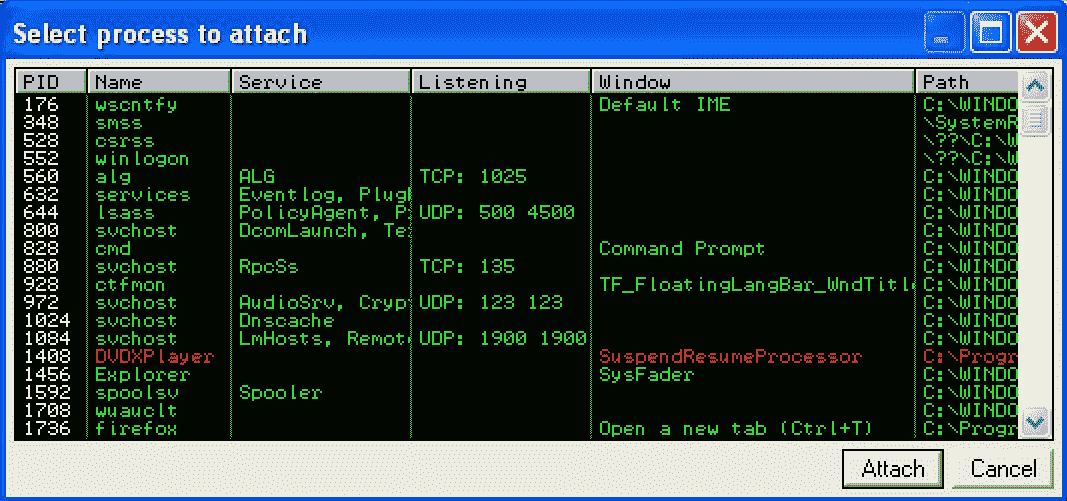 Select process to attach
PID Name Service Listening Window Path
176 wscntfy Default IME C:\WINDO
348 smss \SystemR
528 csrss \??\C:\W
552 winlogon \??\C:\W
560 alg ALG TCP: 1025 C:\WINDO
632 services Eventlog, Plug C:\WINDO
644 lsass PolicyAgent, P UDP: 500 4500 C:\WINDO
800 svchost DcomLaunch, Te C:\WINDO
828 cmd Command Prompt C:\WINDO
880 svchost RpcSs TCP: 135 C:\WINDO
928 ctfmon TF_FloatingLangBar_WndTitle C:\WINDO
972 svchost AudioSrv, Crypt UDP: 123 123 C:\WINDO
1024 svchost Dnscache C:\WINDO
1084 svchost LmHosts, Remote UDP: 1900 1900 C:\WINDO
1408 DVDXPlayer SuspendResumeProcessor C:\Progr
1456 Explorer SysFader C:\WINDO
1592 spoolsv Spooler C:\WINDO
1708 wuauclt C:\WINDO
1736 firefox Open a new tab (Ctrl+T) C:\Progr
Attach Cancel